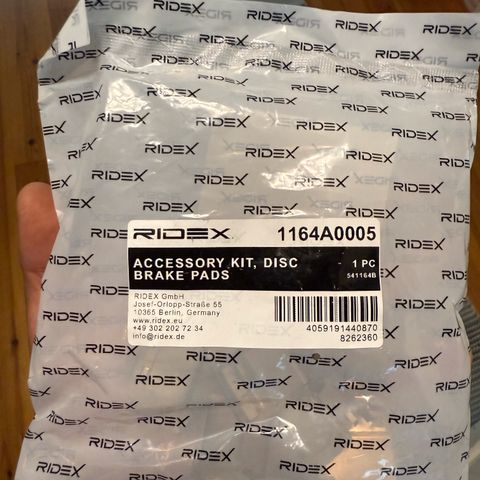 RIDEX 1164A0005
ACCESSORY KIT, DISC 1 PC
BRAKE PADS 541164B
RIDEX GmbH
Josef-Orlopp-Straße 55
10365 Berlin, Germany
www.ridex.eu
+49 302 202 72 34 4059191440870
info@ridex.de 8262360